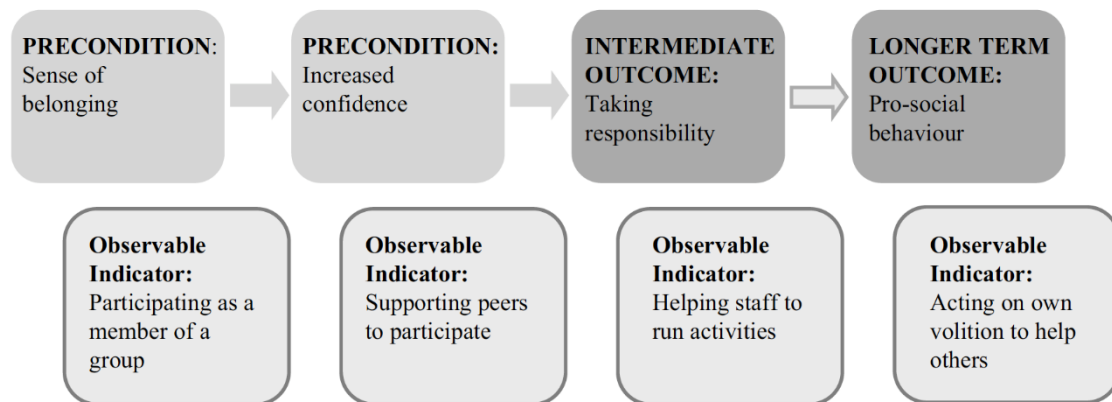 PRECONDITION:
Sense of
belonging
PRECONDITION:
Increased
confidence
INTERMEDIATE
OUTCOME:
Taking
responsibility
LONGER TERM
OUTCOME:
Pro-social
behaviour
Observable
Indicator:
Participating as a
member of a
group
Observable
Indicator:
Supporting peers
to participate
Observable
Indicator:
Helping staff to
run activities
Observable
Indicator:
Acting on own
volition to help
others